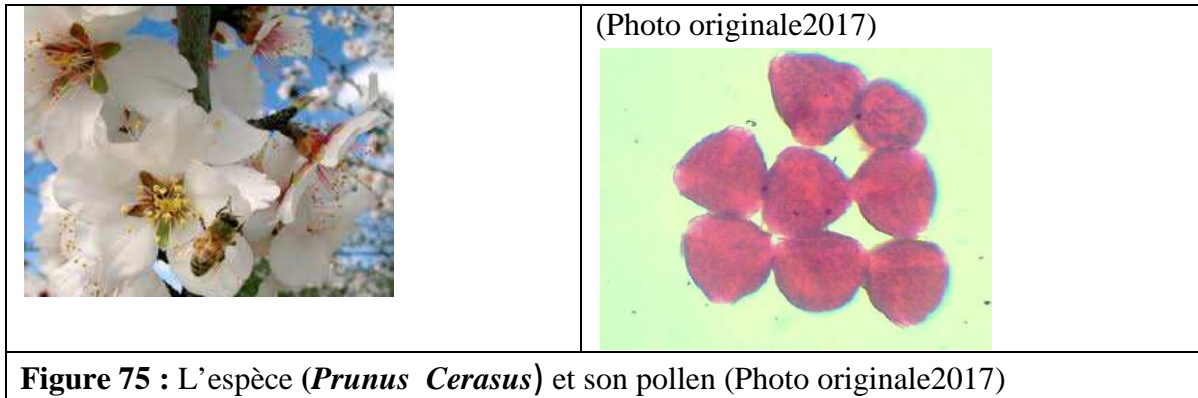 (Photo originale2017)
Figure 75 : L’espèce (Prunus Cerasus) et son pollen (Photo originale2017)